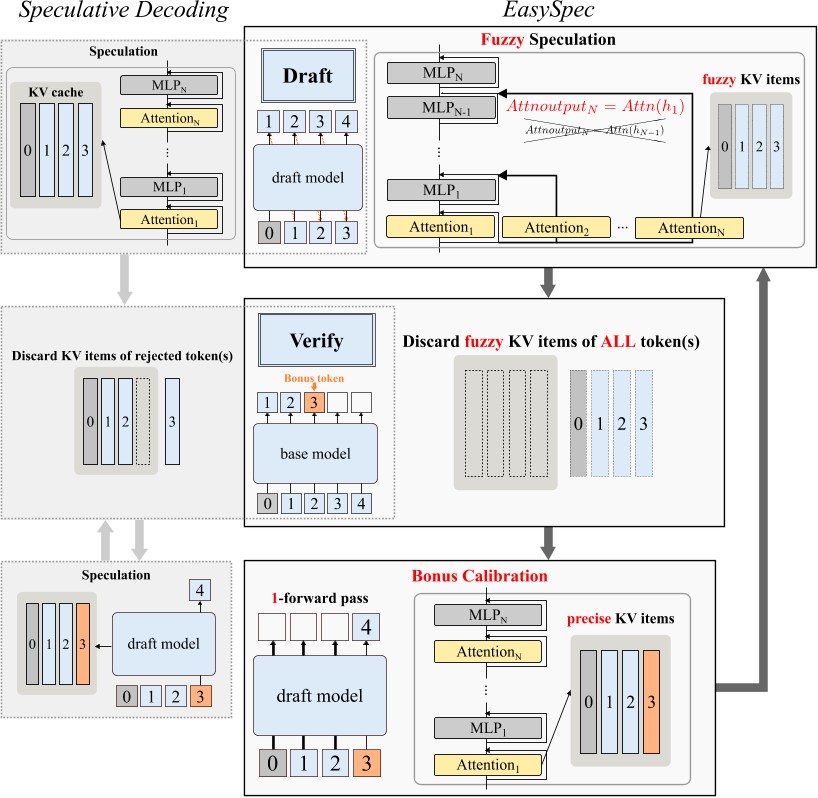 Speculative Decoding
EasySpec
Speculation
KV cache
0 1 2 3
MLP_N
Attention_N
⋮
MLP_1
Attention_1
Draft
1 2 3 4
draft model
0 1 2 3
Fuzzy Speculation
MLP_N
MLP_N-1
⋮
MLP_1
Attention_1
Attention_2
...
Attention_N
Attnoutput_N = Attn(h_1)
Attnoutput_N = Attn(h_N-1)
fuzzy KV items
0 1 2 3
Discard KV items of rejected token(s)
0 1 2 3
Verify
Bonus token
1 2 3
base model
0 1 2 3 4
Discard fuzzy KV items of ALL token(s)
0 1 2 3
Speculation
0 1 2 3
4
draft model
0 1 2 3
Bonus Calibration
1-forward pass
4
draft model
0 1 2 3
MLP_N
Attention_N
⋮
MLP_1
Attention_1
precise KV items
0 1 2 3